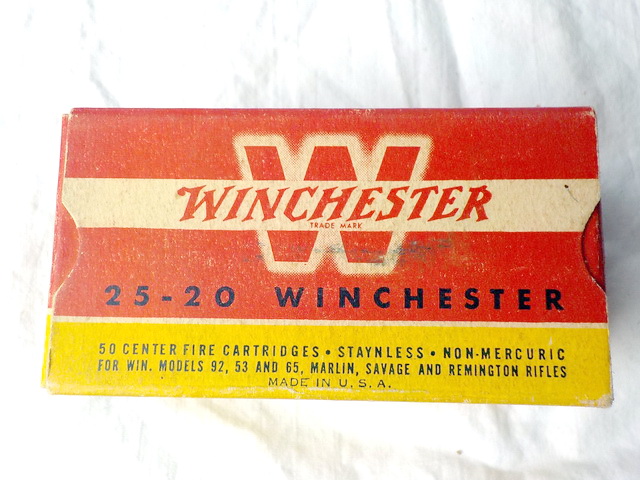 W
WINCHESTER
TRADE MARK
25-20 WINCHESTER
50 CENTER FIRE CARTRIDGES • STAYNLESS • NON-MERCURIC
FOR WIN. MODELS 92, 53 AND 65, MARLIN, SAVAGE AND REMINGTON RIFLES
MADE IN U.S.A.